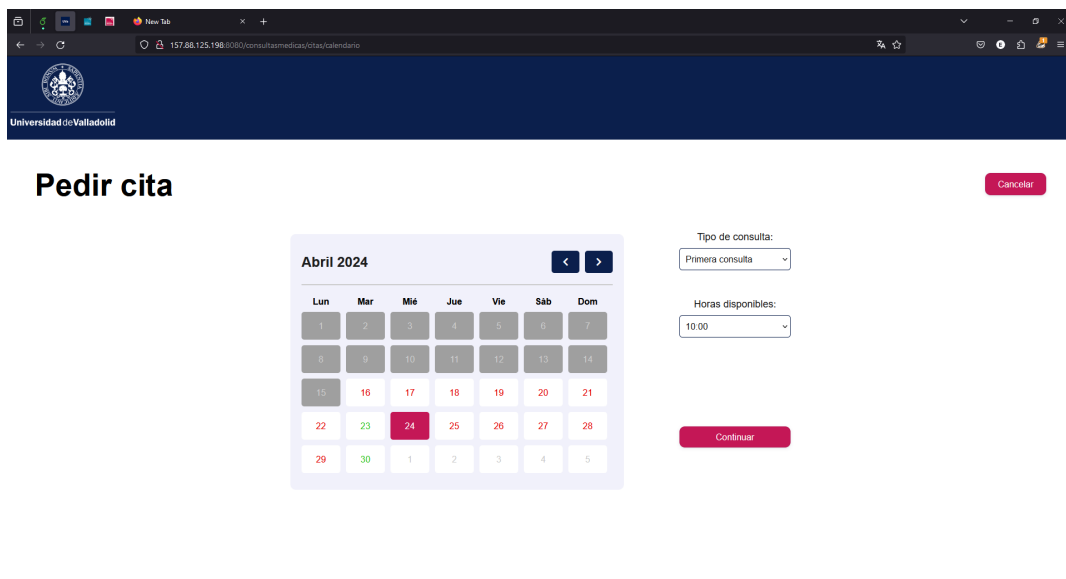 New Tab
157.88.125.198:8080/consultasmedicas/citas/calendario
Universidad de Valladolid
Pedir cita
Cancelar
Abril 2024
Lun Mar Mié Jue Vie Sáb Dom
1 2 3 4 5 6 7
8 9 10 11 12 13 14
15 16 17 18 19 20 21
22 23 24 25 26 27 28
29 30 1 2 3 4 5
Tipo de consulta:
Primera consulta
Horas disponibles:
10:00
Continuar